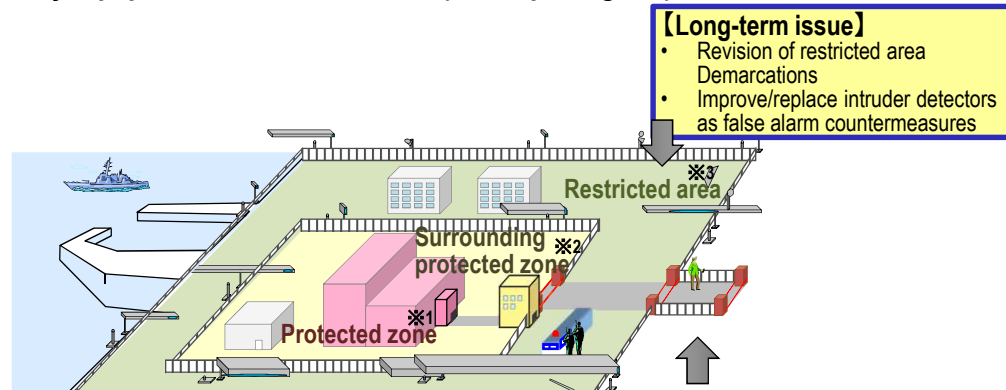 【Long-term issue】
• Revision of restricted area
Demarcations
• Improve/replace intruder detectors
as false alarm countermeasures
※3
Restricted area
Surrounding
※2
protected zone
※1
Protected zone